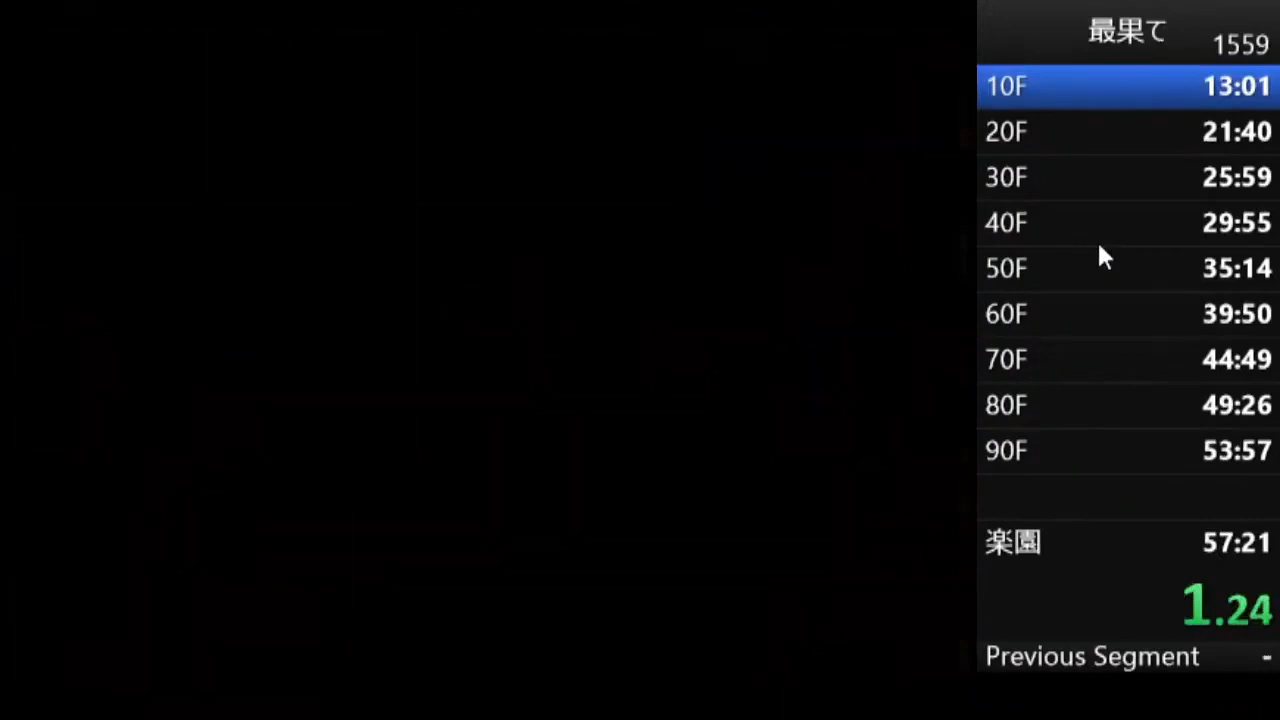 最果て
1559
10F 13:01
20F 21:40
30F 25:59
40F 29:55
50F 35:14
60F 39:50
70F 44:49
80F 49:26
90F 53:57
楽園 57:21
1.24
Previous Segment -